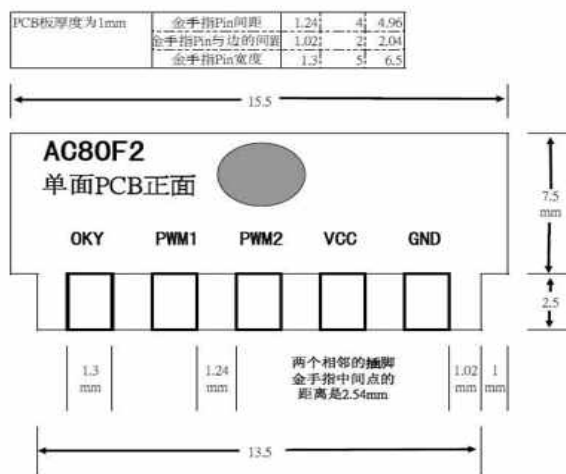 PCB板厚度为1mm 金手指Pin间距 1.24 4 4.96
金手指Pin与边的间距 1.02 2 2.04
金手指Pin宽度 1.3 5 6.5
15.5
AC80F2
单面PCB正面
7.5
mm
OKY PWM1 PWM2 VCC GND
2.5
1.3
mm
1.24
mm
两个相邻的插脚
金手指中间点的
距离是2.54mm
1.02
mm
1
mm
13.5